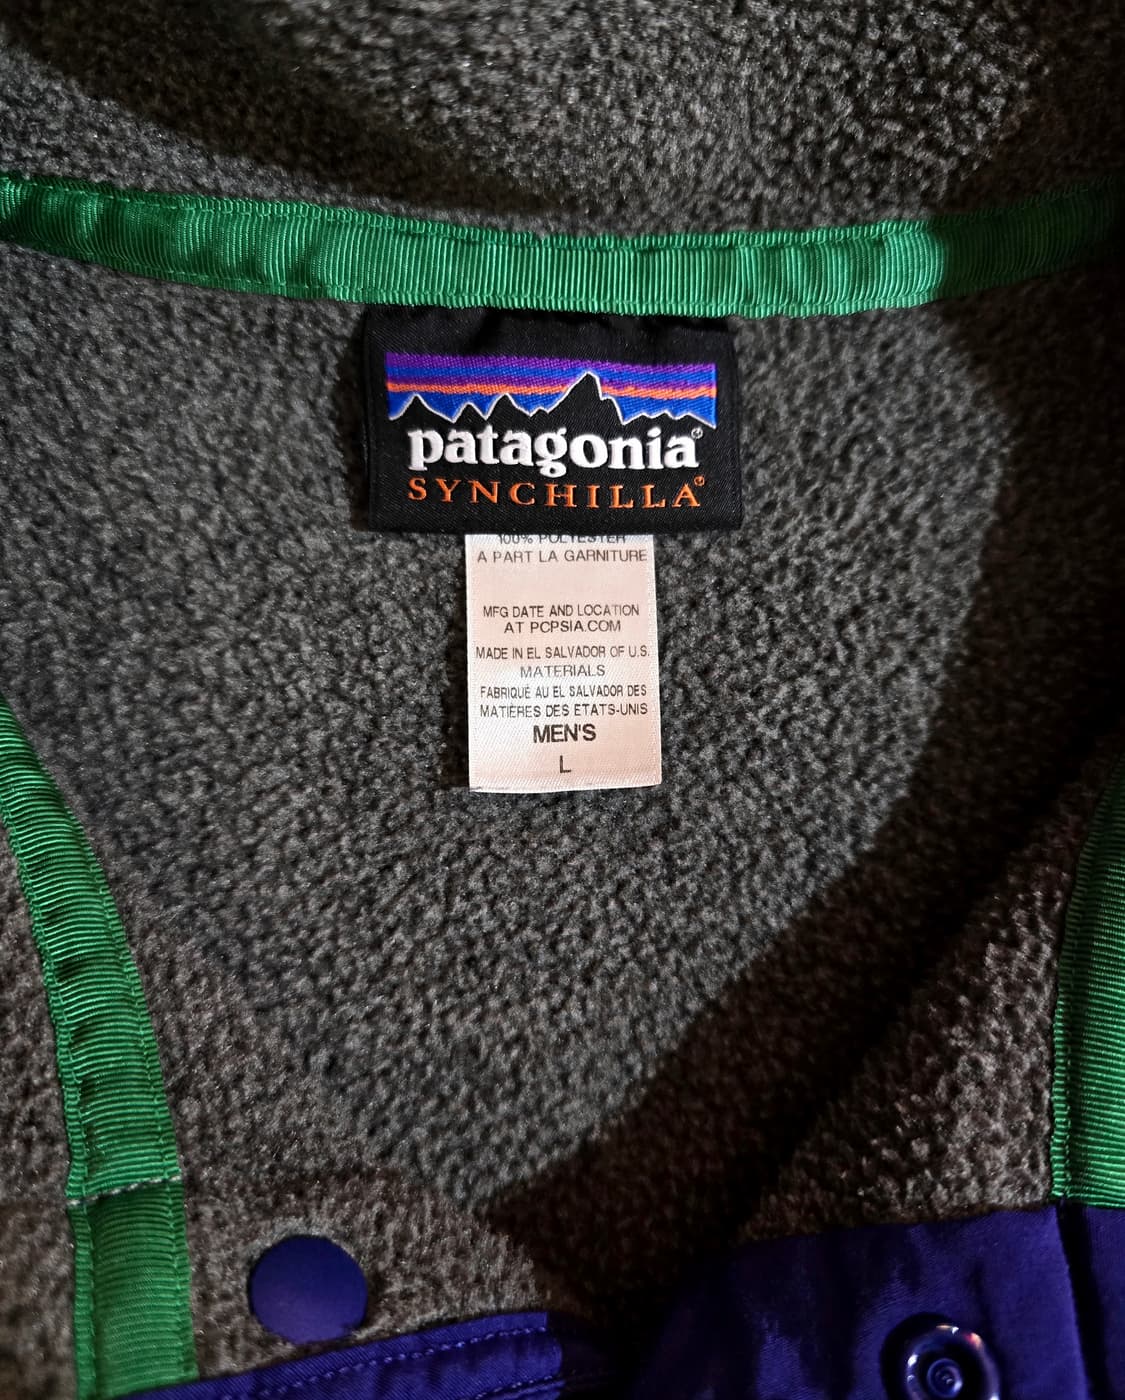 patagonia®
SYNCHILLA®
100% POLYESTER
A PART LA GARNITURE
MFG DATE AND LOCATION
AT PCPSIA.COM
MADE IN EL SALVADOR OF U.S.
MATERIALS
FABRIQUÉ AU EL SALVADOR DES
MATIÈRES DES ETATS-UNIS
MEN'S
L